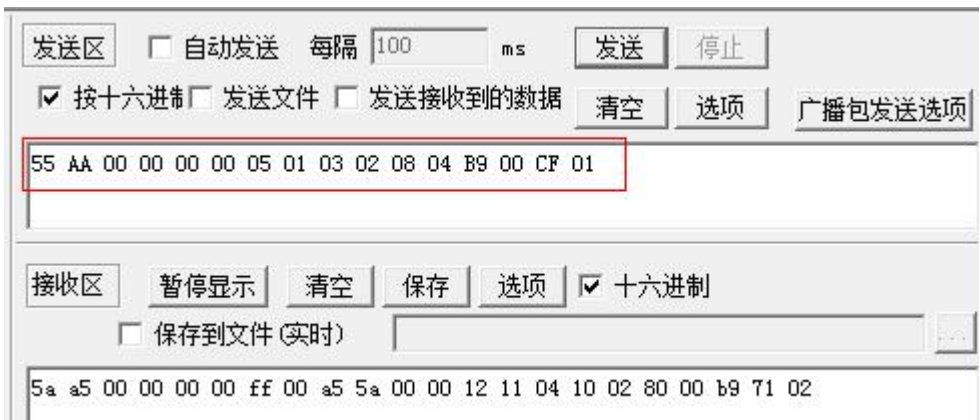 发送区 自动发送 每隔 100 ms 发送 停止
按十六进制 发送文件 发送接收到的数据 清空 选项 广播包发送选项
55 AA 00 00 00 00 05 01 03 02 08 04 B9 00 CF 01
接收区 暂停显示 清空 保存 选项 十六进制
保存到文件(实时) ...
5a a5 00 00 00 00 ff 00 a5 5a 00 00 12 11 04 10 02 80 00 b9 71 02